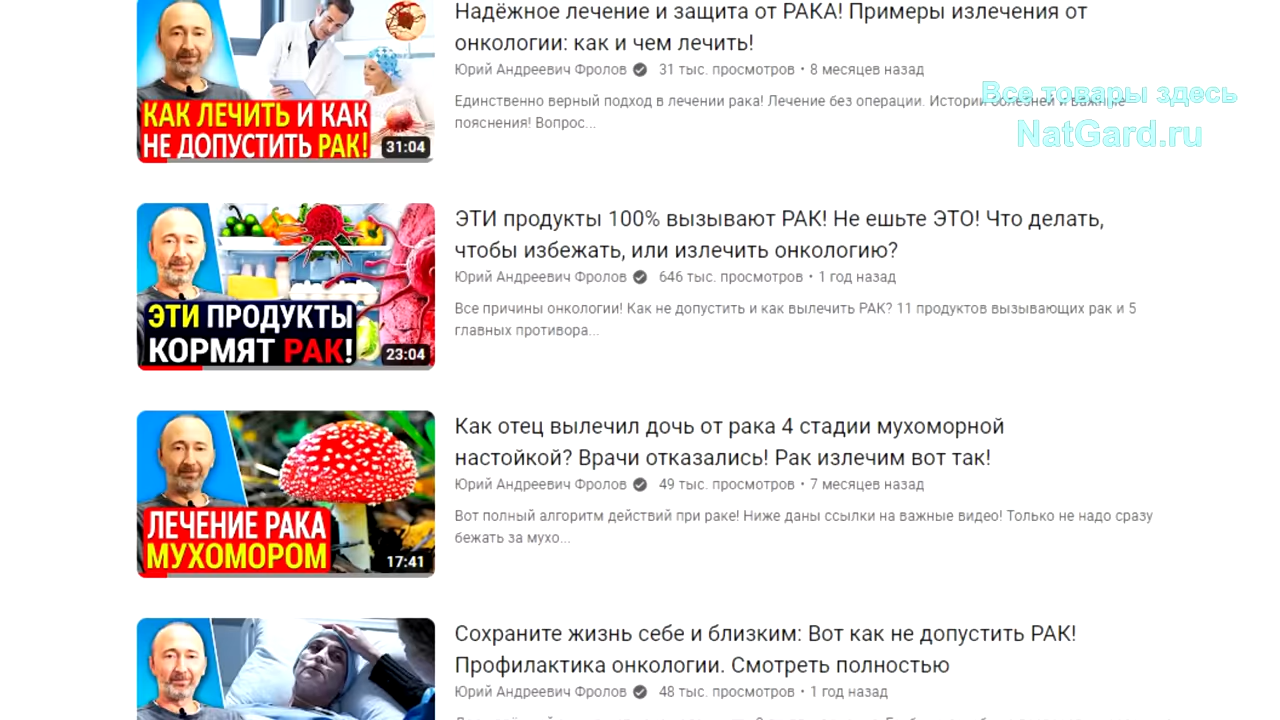 Надёжное лечение и защита от РАКА! Примеры излечения от
онкологии: как и чем лечить!
Юрий Андреевич Фролов 31 тыс. просмотров • 8 месяцев назад
Единственно верный подход в лечении рака! Лечение без операции. Истории болезней и важные
пояснения! Вопрос...
Все товары здесь
NatGard.ru
КАК ЛЕЧИТЬ И КАК
НЕ ДОПУСТИТЬ РАК!
31:04
ЭТИ продукты 100% вызывают РАК! Не ешьте ЭТО! Что делать,
чтобы избежать, или излечить онкологию?
Юрий Андреевич Фролов 646 тыс. просмотров • 1 год назад
Все причины онкологии! Как не допустить и как вылечить РАК? 11 продуктов вызывающих рак и 5
главных противора...
ЭТИ ПРОДУКТЫ
КОРМЯТ РАК!
23:04
Как отец вылечил дочь от рака 4 стадии мухоморной
настойкой? Врачи отказались! Рак излечим вот так!
Юрий Андреевич Фролов 49 тыс. просмотров • 7 месяцев назад
Вот полный алгоритм действий при раке! Ниже даны ссылки на важные видео! Только не надо сразу
бежать за мухо...
ЛЕЧЕНИЕ РАКА
МУХОМОРОМ
17:41
Сохраните жизнь себе и близким: Вот как не допустить РАК!
Профилактика онкологии. Смотреть полностью
Юрий Андреевич Фролов 48 тыс. просмотров • 1 год назад